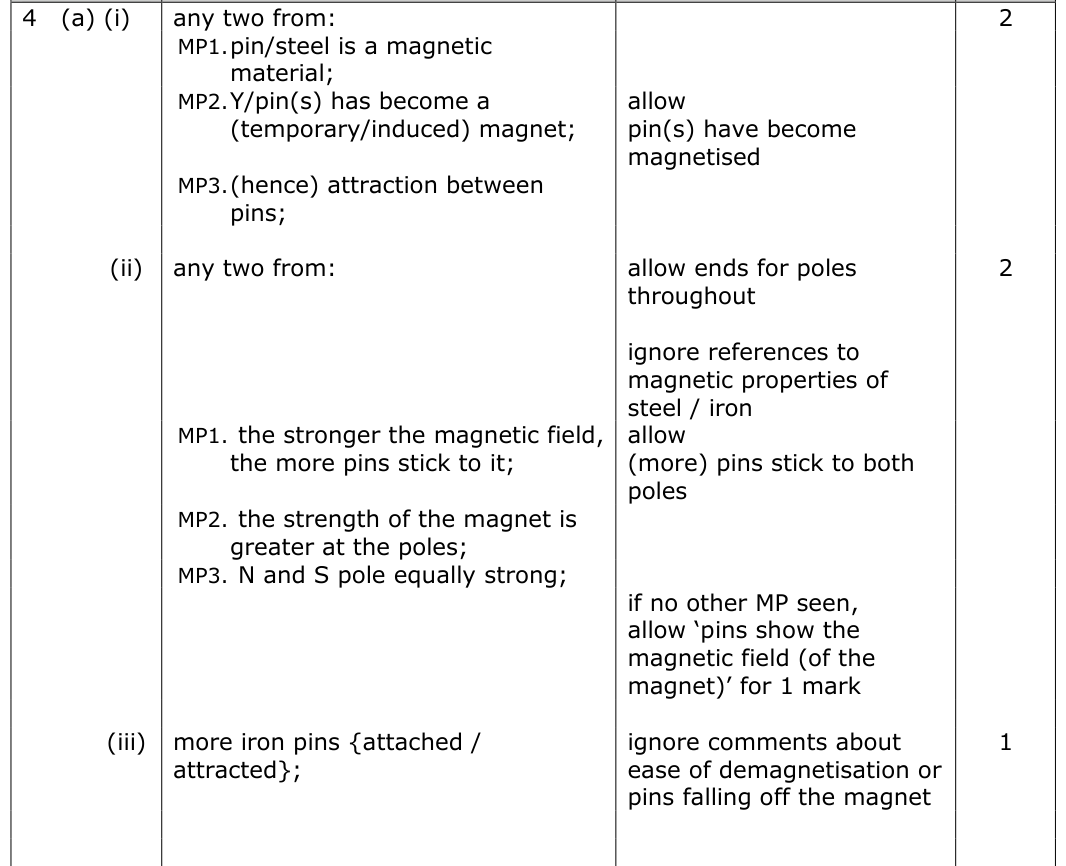 4 (a) (i) any two from: 2
MP1. pin/steel is a magnetic
material;
MP2. Y/pin(s) has become a allow
(temporary/induced) magnet; pin(s) have become
magnetised
MP3. (hence) attraction between
pins;
(ii) any two from: allow ends for poles 2
throughout
ignore references to
magnetic properties of
steel / iron
MP1. the stronger the magnetic field, allow
the more pins stick to it; (more) pins stick to both
poles
MP2. the strength of the magnet is
greater at the poles;
MP3. N and S pole equally strong;
if no other MP seen,
allow ‘pins show the
magnetic field (of the
magnet)’ for 1 mark
(iii) more iron pins {attached / ignore comments about 1
attracted}; ease of demagnetisation or
pins falling off the magnet